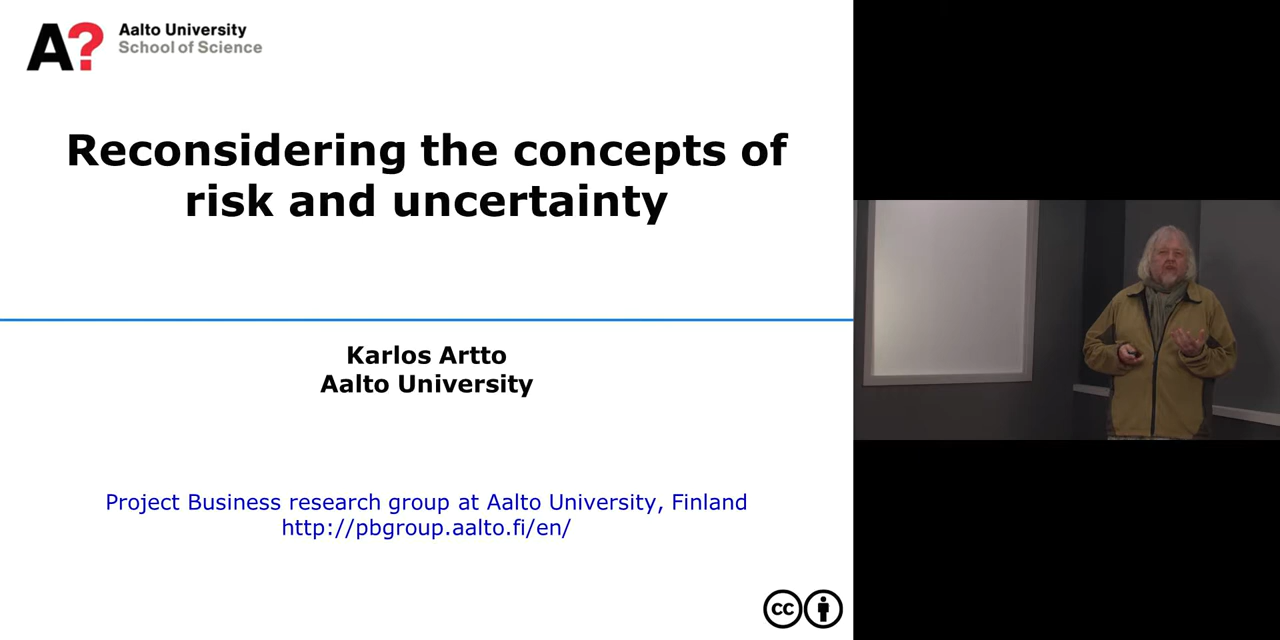 A?
Aalto University
School of Science
Reconsidering the concepts of
risk and uncertainty
Karlos Artto
Aalto University
Project Business research group at Aalto University, Finland
http://pbgroup.aalto.fi/en/
cc